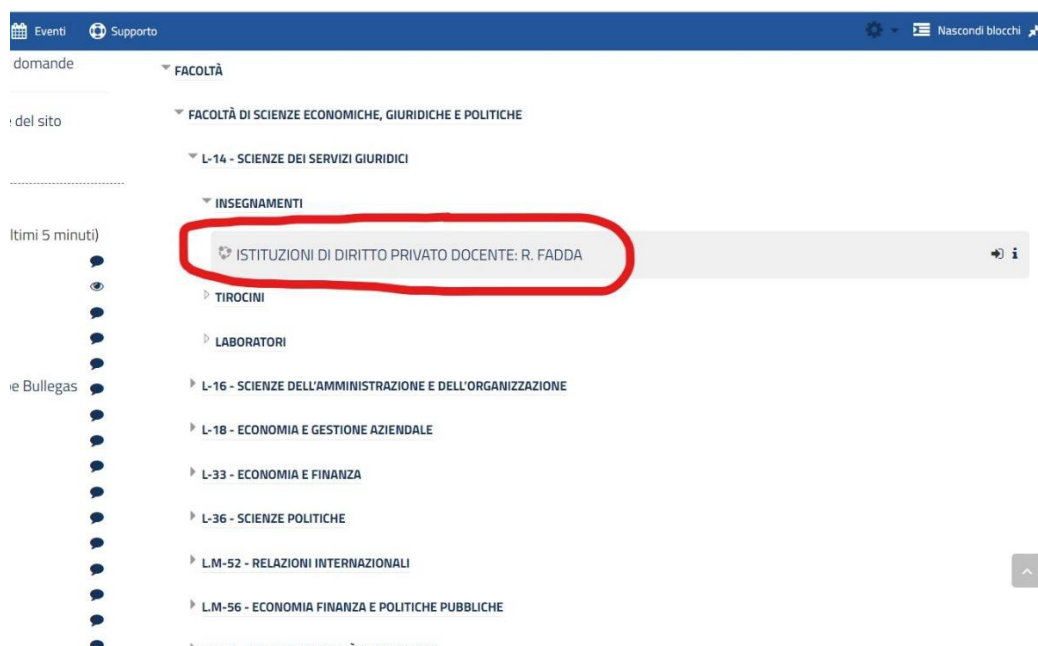 Eventi Supporto Nascondi blocchi
domande
del sito
ltimi 5 minuti)
e Bullegas
FACOLTÀ
FACOLTÀ DI SCIENZE ECONOMICHE, GIURIDICHE E POLITICHE
L-14 - SCIENZE DEI SERVIZI GIURIDICI
INSEGNAMENTI
ISTITUZIONI DI DIRITTO PRIVATO DOCENTE: R. FADDA
TIROCINI
LABORATORI
L-16 - SCIENZE DELL'AMMINISTRAZIONE E DELL'ORGANIZZAZIONE
L-18 - ECONOMIA E GESTIONE AZIENDALE
L-33 - ECONOMIA E FINANZA
L-36 - SCIENZE POLITICHE
L.M-52 - RELAZIONI INTERNAZIONALI
L.M-56 - ECONOMIA FINANZA E POLITICHE PUBBLICHE